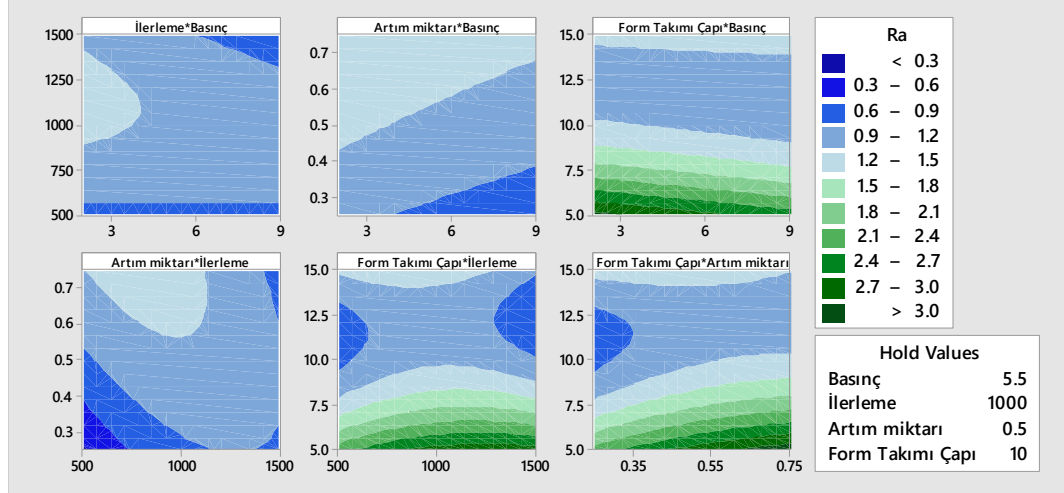 İlerleme*Basınç
1500
1250
1000
750
500
3 6 9
Artım miktarı*Basınç
0.7
0.6
0.5
0.4
0.3
3 6 9
Form Takımı Çapı*Basınç
15.0
12.5
10.0
7.5
5.0
3 6 9
Artım miktarı*İlerleme
0.7
0.6
0.5
0.4
0.3
500 1000 1500
Form Takımı Çapı*İlerleme
15.0
12.5
10.0
7.5
5.0
500 1000 1500
Form Takımı Çapı*Artım miktarı
15.0
12.5
10.0
7.5
5.0
0.35 0.55 0.75
Ra
< 0.3
0.3 – 0.6
0.6 – 0.9
0.9 – 1.2
1.2 – 1.5
1.5 – 1.8
1.8 – 2.1
2.1 – 2.4
2.4 – 2.7
2.7 – 3.0
> 3.0
Hold Values
Basınç 5.5
İlerleme 1000
Artım miktarı 0.5
Form Takımı Çapı 10